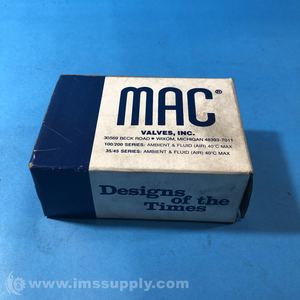 MAC®
VALVES, INC.
30569 BECK ROAD • WIXOM, MICHIGAN 48393-7011
100/200 SERIES: AMBIENT & FLUID (AIR) 40°C MAX
35/45 SERIES: AMBIENT & FLUID (AIR) 40°C MAX
Designs
of the
Times
© www.imssupply.com